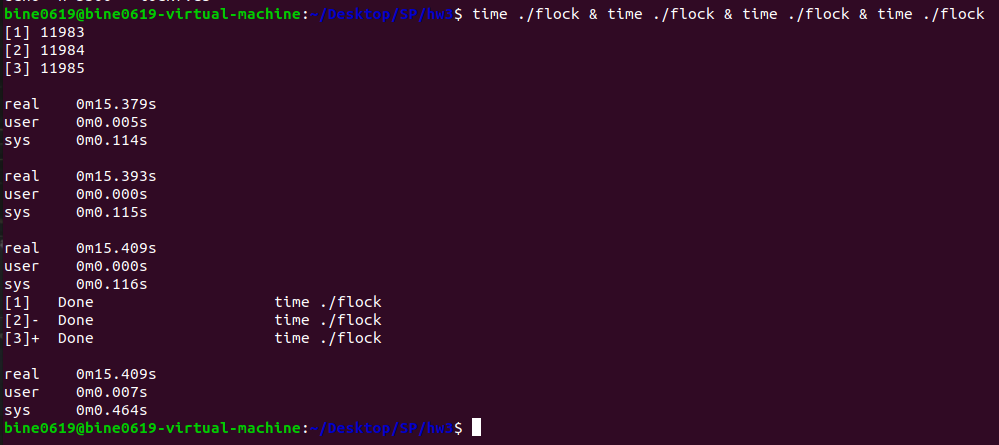 bine0619@bine0619-virtual-machine:~/Desktop/SP/hw3$ time ./flock & time ./flock & time ./flock & time ./flock
[1] 11983
[2] 11984
[3] 11985
real 0m15.379s
user 0m0.005s
sys 0m0.114s
real 0m15.393s
user 0m0.000s
sys 0m0.115s
real 0m15.409s
user 0m0.000s
sys 0m0.116s
[1] Done time ./flock
[2]- Done time ./flock
[3]+ Done time ./flock
real 0m15.409s
user 0m0.007s
sys 0m0.464s
bine0619@bine0619-virtual-machine:~/Desktop/SP/hw3$